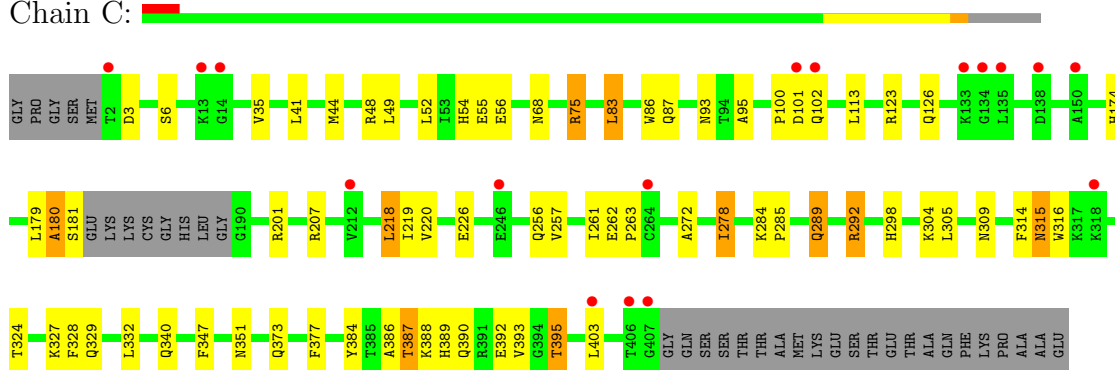 Chain C:
GLY PRO GLY SER MET T2 D3 S6 K13 G14 V35 L41 M44 R48 L49 L52 I53 H54 E55 E56 N68 R75 L83 W86 Q87 N93 T94 A95 P100 D101 Q102 L113 R123 Q126 K133 G134 L135 D138 A150 H174
L179 A180 S181 GLU LYS LYS CYS GLY HIS LEU GLY G190 R201 R207 V212 L218 I219 V220 E226 E246 Q256 V257 I261 E262 P263 C264 A272 I278 K284 P285 Q289 R292 H298 K304 L305 N309 F314 N315 W316 K317 K318
T324 K327 F328 Q329 L332 Q340 F347 N351 Q373 F377 Y384 T385 A386 T387 K388 H389 Q390 R391 E392 V393 G394 T395 L403 T406 G407 GLY GLN SER SER THR THR ALA MET LYS GLU SER THR GLU THR ALA GLN PHE LYS PRO ALA ALA GLU